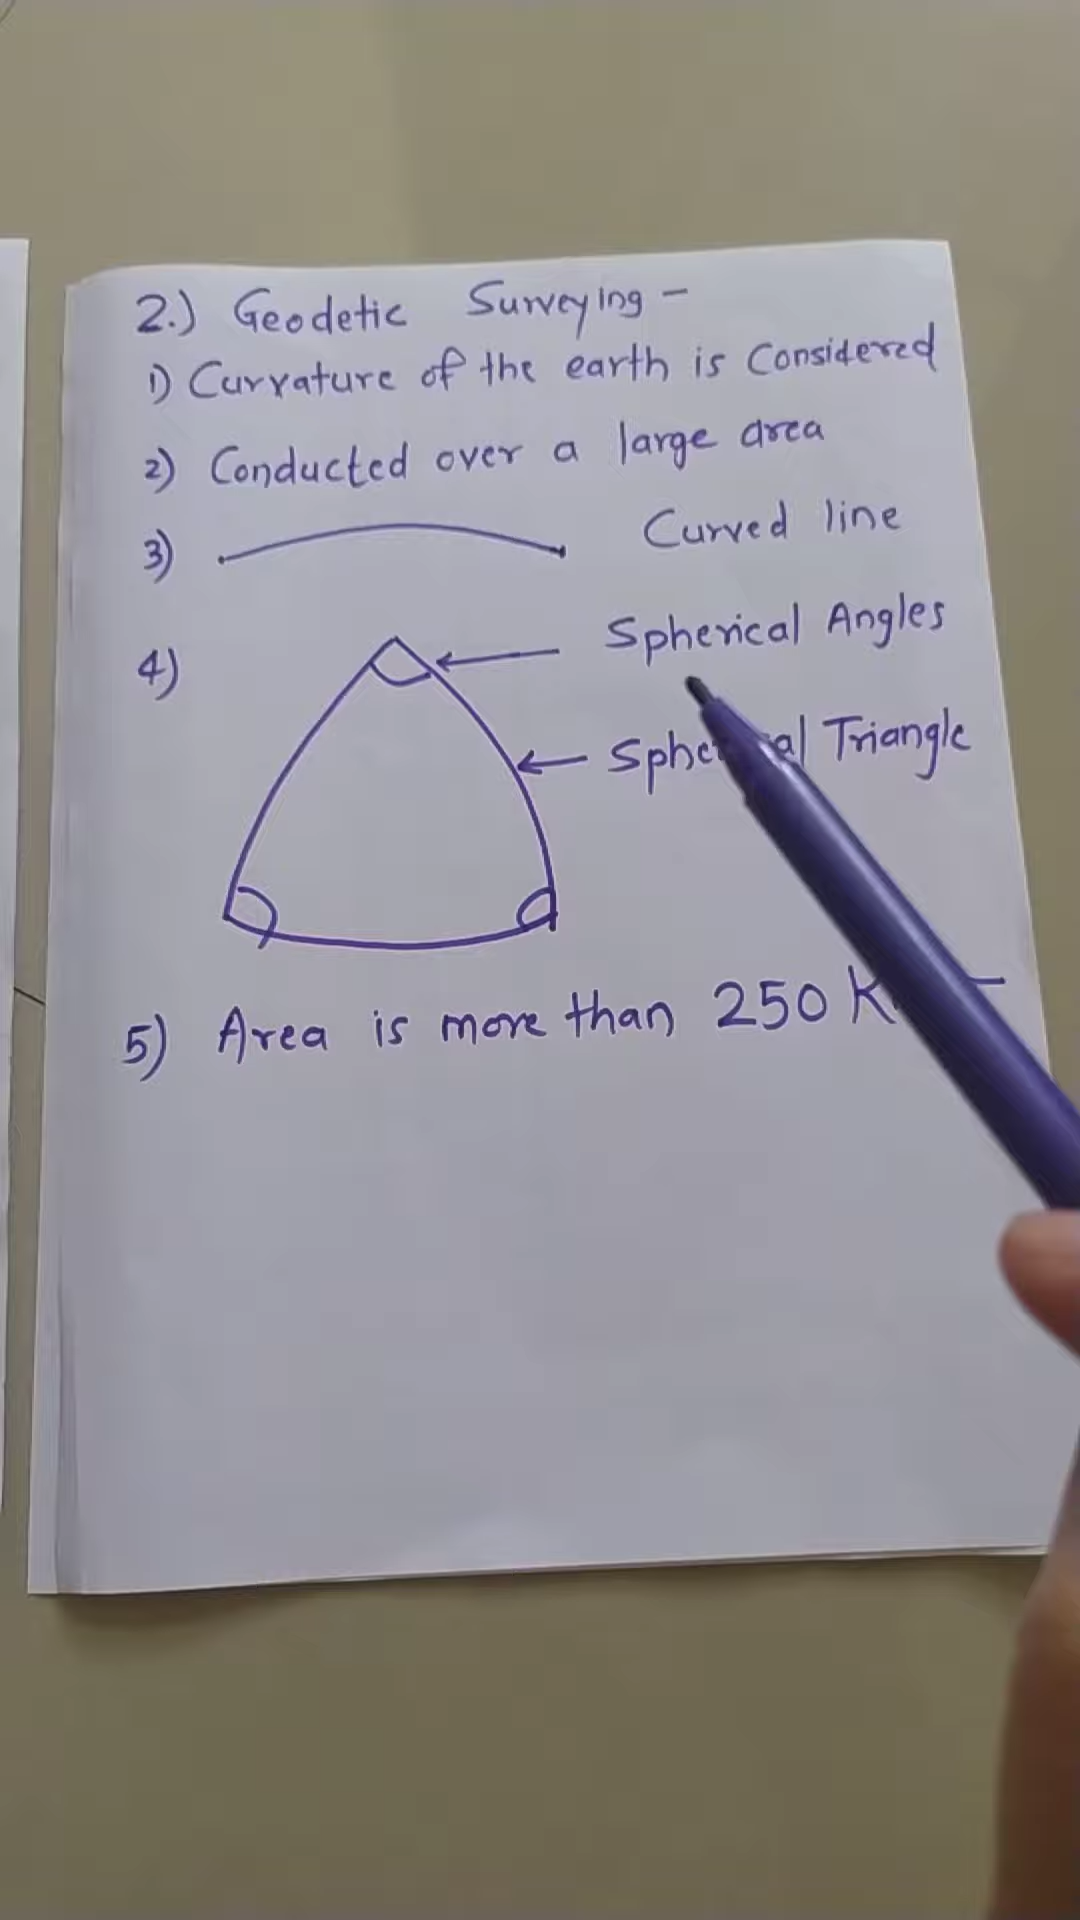 2.) Geodetic Surveying -
1) Curvature of the earth is Considered
2) Conducted over a large area
3) Curved line
4) Spherical Angles
Triangle
5) Area is more than 250